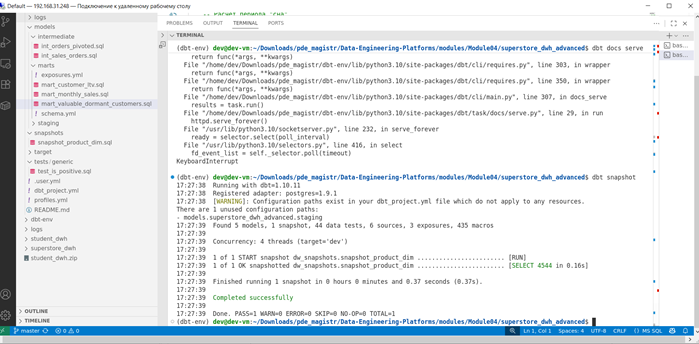 Default — 192.168.31.248 — Подключение к удаленному рабочему столу
logs
models
intermediate
int_orders_pivoted.sql
int_sales_orders.sql
marts
exposures.yml
mart_customer_ltv.sql
mart_monthly_sales.sql
mart_valuable_dormant_customers.sql
schema.yml
staging
snapshots
snapshot_product_dim.sql
target
tests/generic
test_is_positive.sql
.user.yml
dbt_project.yml
profiles.yml
README.md
dbt-env
logs
student_dwh
superstore_dwh
student_dwh.zip
OUTLINE
TIMELINE
PROBLEMS OUTPUT TERMINAL PORTS
TERMINAL
(dbt-env) dev@dev-vm:~/Downloads/pde_magistr/Data-Engineering-Platforms/modules/Module04/superstore_dwh_advanced$ dbt docs serve
return func(*args, **kwargs)
File "/home/dev/Downloads/pde_magistr/dbt-env/lib/python3.10/site-packages/dbt/cli/requires.py", line 303, in wrapper
return func(*args, **kwargs)
File "/home/dev/Downloads/pde_magistr/dbt-env/lib/python3.10/site-packages/dbt/cli/requires.py", line 350, in wrapper
return func(*args, **kwargs)
File "/home/dev/Downloads/pde_magistr/dbt-env/lib/python3.10/site-packages/dbt/cli/main.py", line 307, in docs_serve
results = task.run()
File "/home/dev/Downloads/pde_magistr/dbt-env/lib/python3.10/site-packages/dbt/task/docs/serve.py", line 29, in run
httpd.serve_forever()
File "/usr/lib/python3.10/socketserver.py", line 232, in serve_forever
ready = selector.select(poll_interval)
File "/usr/lib/python3.10/selectors.py", line 416, in select
fd_event_list = self._selector.poll(timeout)
KeyboardInterrupt
(dbt-env) dev@dev-vm:~/Downloads/pde_magistr/Data-Engineering-Platforms/modules/Module04/superstore_dwh_advanced$ dbt snapshot
17:27:38 Running with dbt=1.10.11
17:27:38 Registered adapter: postgres=1.9.1
17:27:38 [WARNING]: Configuration paths exist in your dbt_project.yml file which do not apply to any resources.
There are 1 unused configuration paths:
- models.superstore_dwh_advanced.staging
17:27:39 Found 5 models, 1 snapshot, 44 data tests, 6 sources, 3 exposures, 435 macros
17:27:39
17:27:39 Concurrency: 4 threads (target='dev')
17:27:39
17:27:39 1 of 1 START snapshot dw_snapshots.snapshot_product_dim ........................ [RUN]
17:27:39 1 of 1 OK snapshotted dw_snapshots.snapshot_product_dim ........................ [SELECT 4544 in 0.16s]
17:27:39
17:27:39 Finished running 1 snapshot in 0 hours 0 minutes and 0.37 seconds (0.37s).
17:27:39
17:27:39 Completed successfully
17:27:39
17:27:39 Done. PASS=1 WARN=0 ERROR=0 SKIP=0 NO-OP=0 TOTAL=1
(dbt-env) dev@dev-vm:~/Downloads/pde_magistr/Data-Engineering-Platforms/modules/Module04/superstore_dwh_advanced$
bas...
bas...
master 0 0 Ln 1, Col 1 Spaces: 4 UTF-8 CRLF MS SQL